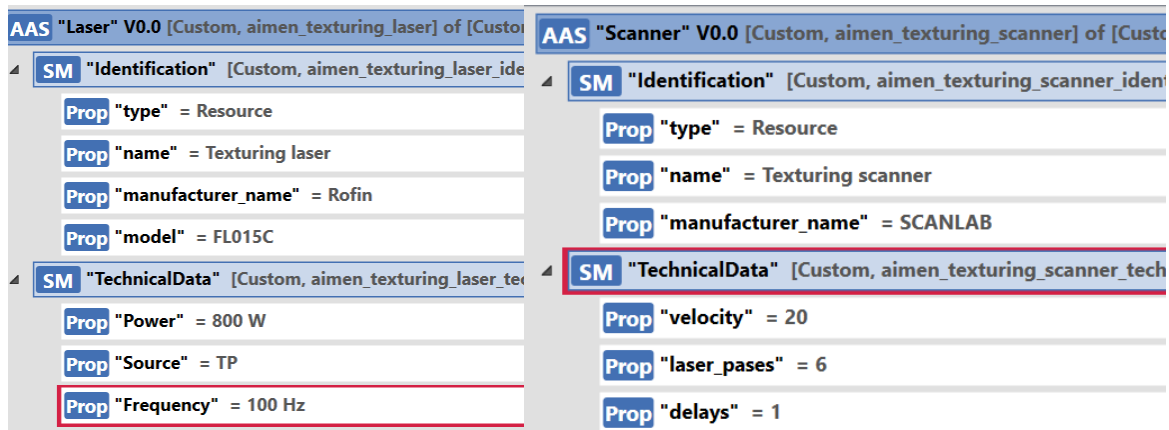 AAS "Laser" V0.0 [Custom, aimen_texturing_laser] of [Custo
SM "Identification" [Custom, aimen_texturing_laser_ide
Prop "type" = Resource
Prop "name" = Texturing laser
Prop "manufacturer_name" = Rofin
Prop "model" = FL015C
SM "TechnicalData" [Custom, aimen_texturing_laser_te
Prop "Power" = 800 W
Prop "Source" = TP
Prop "Frequency" = 100 Hz
AAS "Scanner" V0.0 [Custom, aimen_texturing_scanner] of [Custo
SM "Identification" [Custom, aimen_texturing_scanner_ident
Prop "type" = Resource
Prop "name" = Texturing scanner
Prop "manufacturer_name" = SCANLAB
SM "TechnicalData" [Custom, aimen_texturing_scanner_tech
Prop "velocity" = 20
Prop "laser_pases" = 6
Prop "delays" = 1